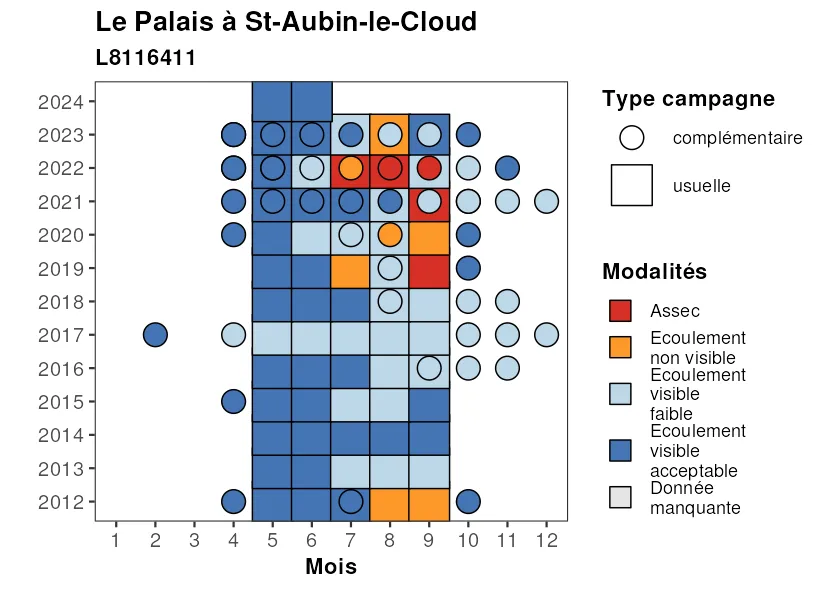 Le Palais à St-Aubin-le-Cloud
L8116411
2024
2023
2022
2021
2020
2019
2018
2017
2016
2015
2014
2013
2012
1 2 3 4 5 6 7 8 9 10 11 12
Mois
Type campagne
complémentaire
usuelle
Modalités
Assec
Ecoulement
non visible
Ecoulement
visible
faible
Ecoulement
visible
acceptable
Donnée
manquante